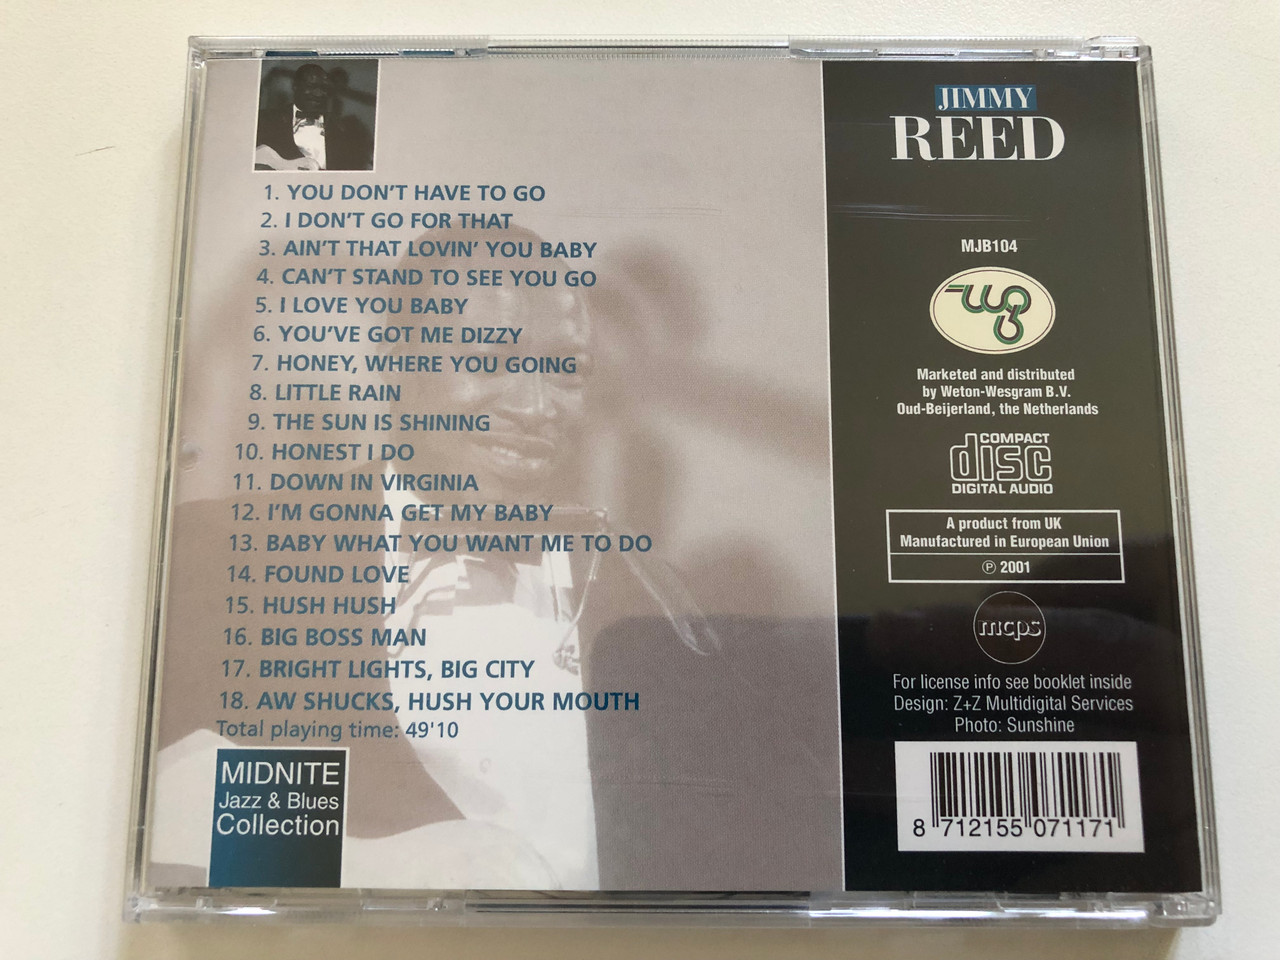 1. YOU DON'T HAVE TO GO
2. I DON'T GO FOR THAT
3. AIN'T THAT LOVIN' YOU BABY
4. CAN'T STAND TO SEE YOU GO
5. I LOVE YOU BABY
6. YOU'VE GOT ME DIZZY
7. HONEY, WHERE YOU GOING
8. LITTLE RAIN
9. THE SUN IS SHINING
10. HONEST I DO
11. DOWN IN VIRGINIA
12. I'M GONNA GET MY BABY
13. BABY WHAT YOU WANT ME TO DO
14. FOUND LOVE
15. HUSH HUSH
16. BIG BOSS MAN
17. BRIGHT LIGHTS, BIG CITY
18. AW SHUCKS, HUSH YOUR MOUTH
Total playing time: 49'10
MIDNITE
Jazz & Blues
Collection
JIMMY
REED
MJB104
Marketed and distributed
by Weton-Wesgram B.V.
Oud-Beijerland, the Netherlands
COMPACT
disc
DIGITAL AUDIO
A product from UK
Manufactured in European Union
℗ 2001
mcps
For license info see booklet inside
Design: Z+Z Multidigital Services
Photo: Sunshine
8 712155 071171